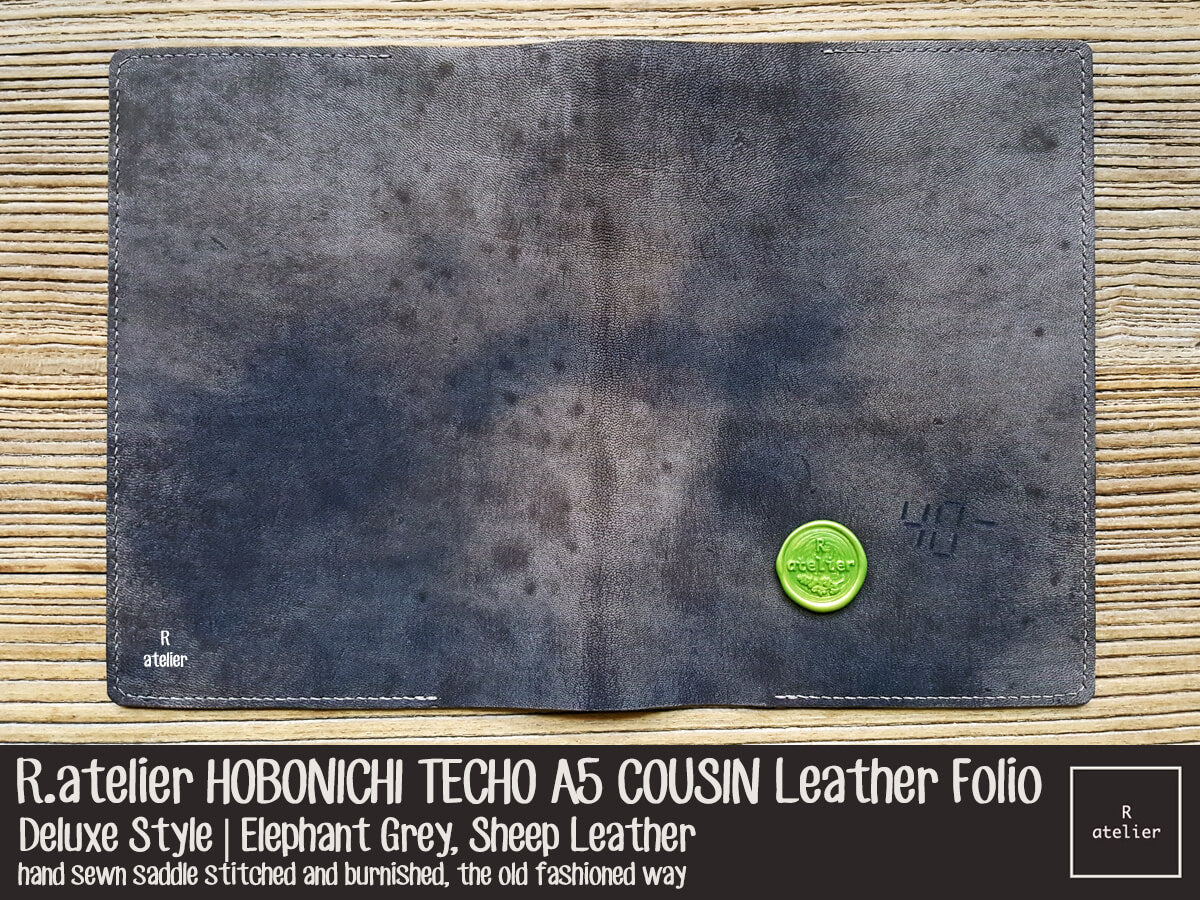 40-
R.
atelier
R
atelier
R.atelier HOBONICHI TECHO A5 COUSIN Leather Folio
Deluxe Style | Elephant Grey, Sheep Leather
hand sewn saddle stitched and burnished, the old fashioned way
R
atelier